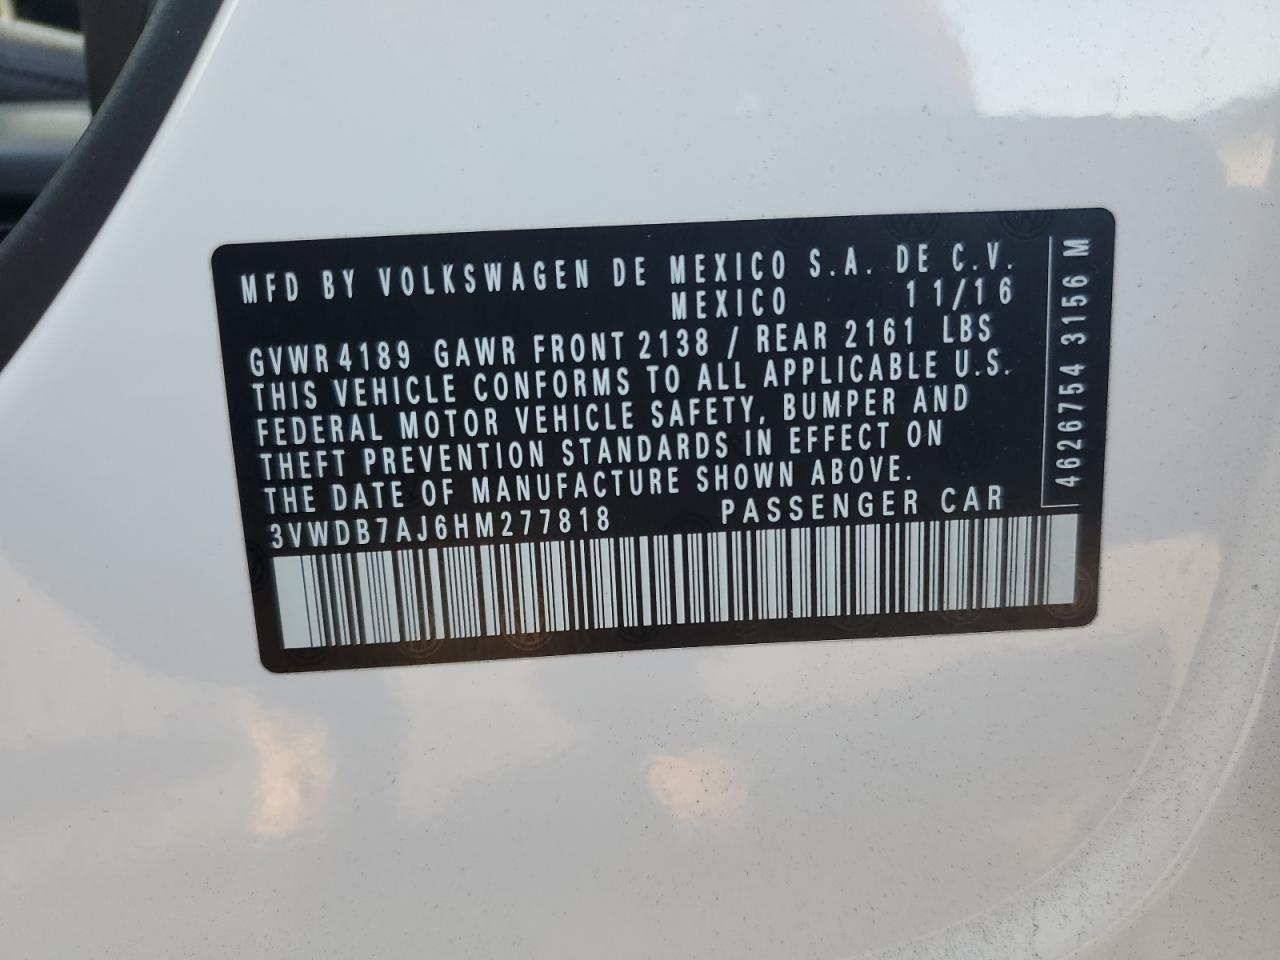 MFD BY VOLKSWAGEN DE MEXICO S.A. DE C.V.
MEXICO 11/16
GVWR 4189 GAWR FRONT 2138 / REAR 2161 LBS
THIS VEHICLE CONFORMS TO ALL APPLICABLE U.S.
FEDERAL MOTOR VEHICLE SAFETY, BUMPER AND
THEFT PREVENTION STANDARDS IN EFFECT ON
THE DATE OF MANUFACTURE SHOWN ABOVE.
3VWDB7AJ6HM277818 PASSENGER CAR
4626754 3156 M